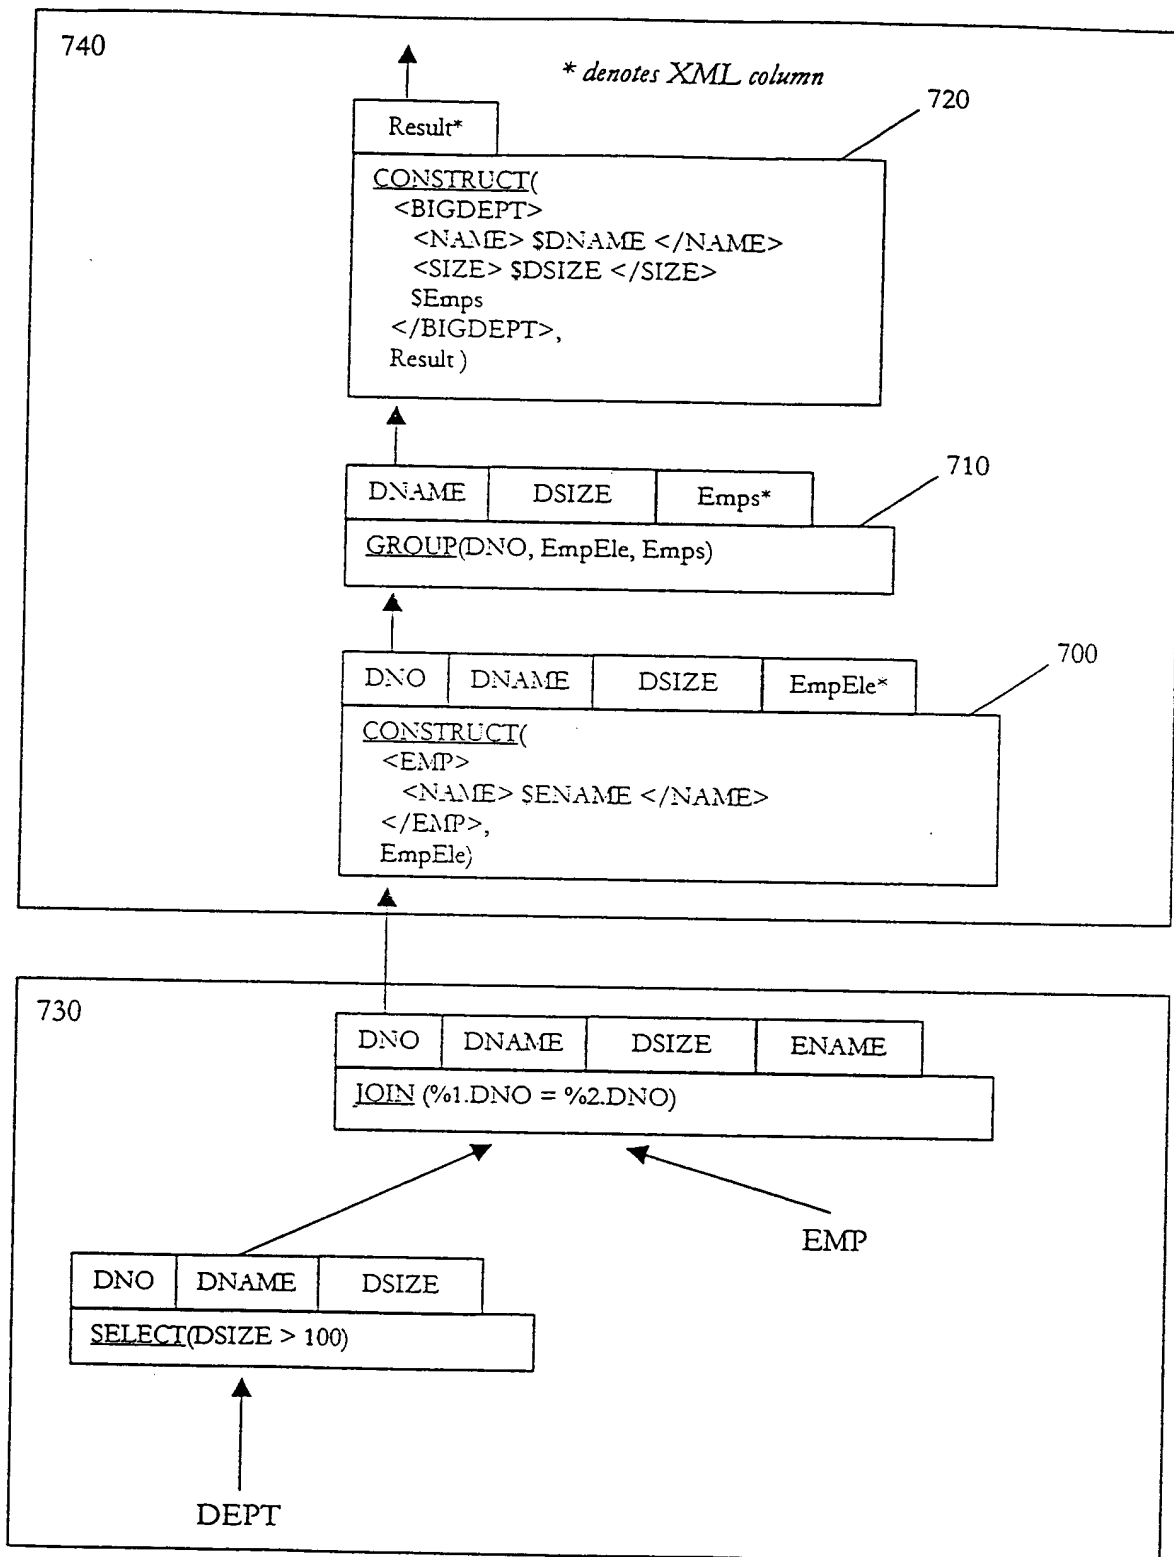 740
* denotes XML column
720
Result*
CONSTRUCT(
<BIGDEPT>
<NAME> $DNAME </NAME>
<SIZE> $DSIZE </SIZE>
$Emps
</BIGDEPT>,
Result )
710
DNAME DSIZE Emps*
GROUP(DNO, EmpEle, Emps)
700
DNO DNAME DSIZE EmpEle*
CONSTRUCT(
<EMP>
<NAME> $ENAME </NAME>
</EMP>,
EmpEle)
730
DNO DNAME DSIZE ENAME
JOIN (%1.DNO = %2.DNO)
EMP
DNO DNAME DSIZE
SELECT(DSIZE > 100)
DEPT